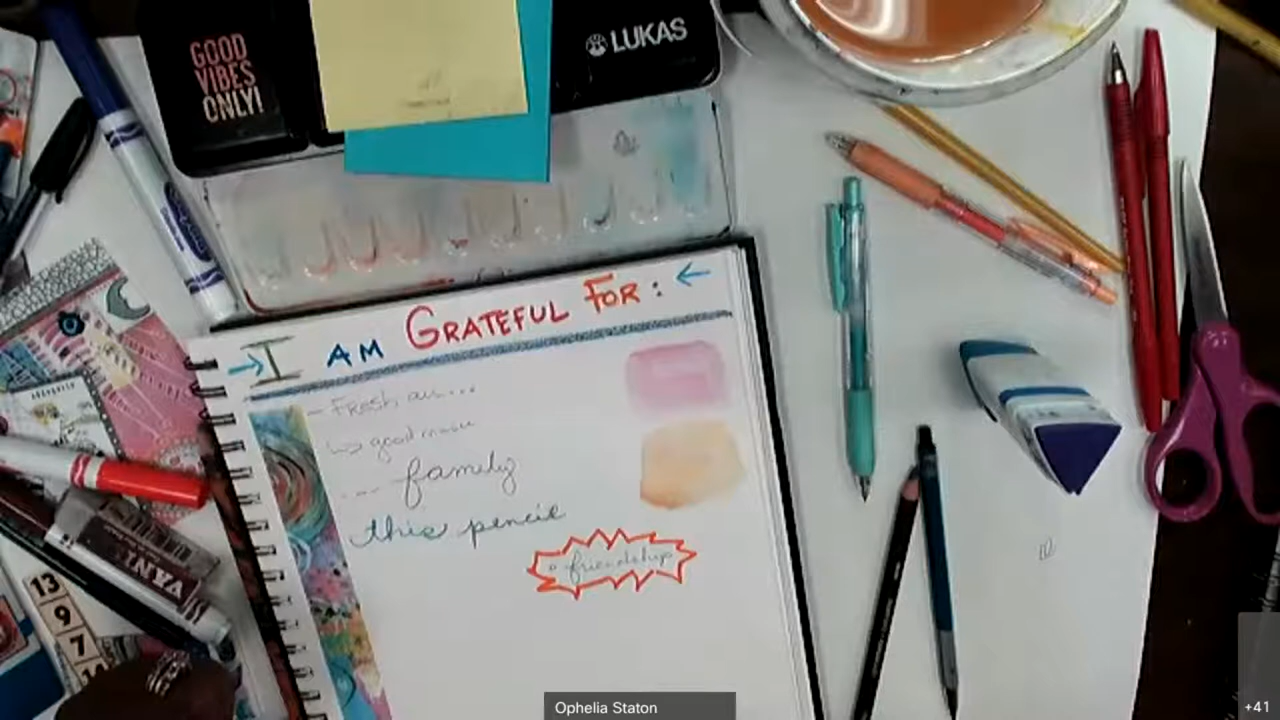 GOOD
VIBES
ONLY!
LUKAS
I AM GRATEFUL FOR: ←
- Fresh air...
↳ good music
... family
this pencil
friendship
13
9
7
Ophelia Staton
+41